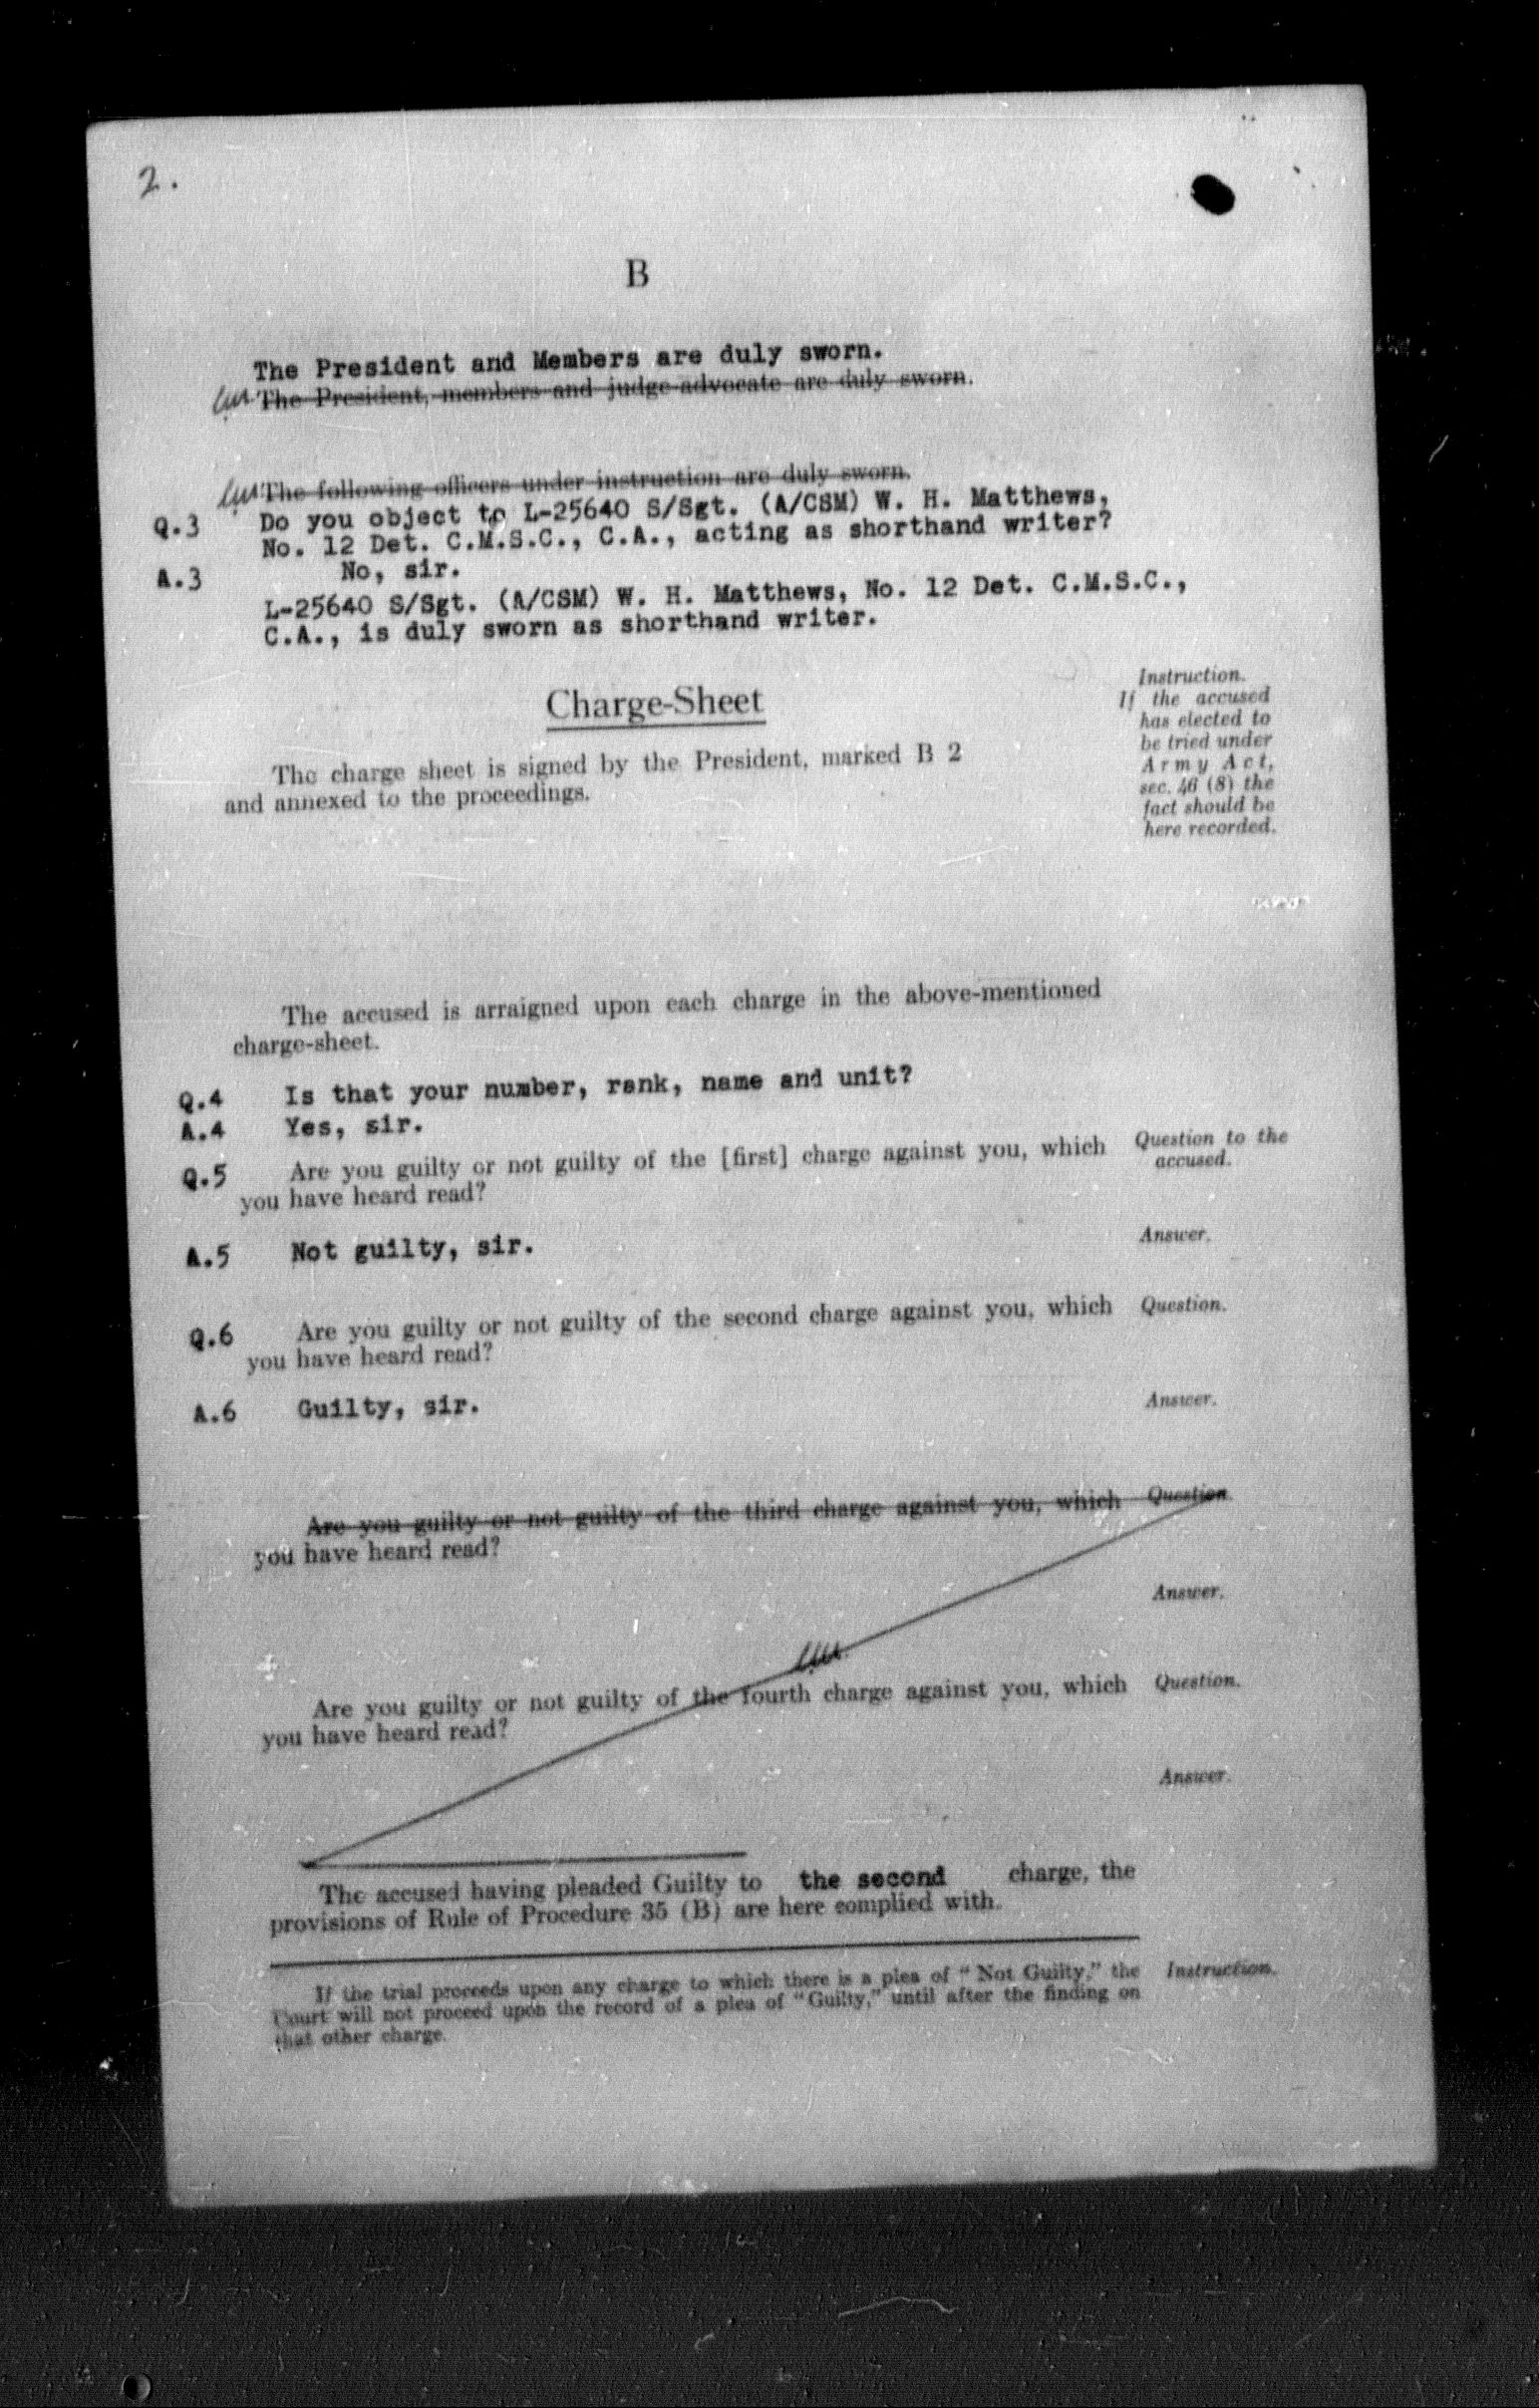 2.
B
The President and Members are duly sworn.
The President, members and judge-advocate are duly sworn.
The following officers under instruction are duly sworn.
Q.3 Do you object to L-25640 S/Sgt. (A/CSM) W. H. Matthews,
No. 12 Det. C.M.S.C., C.A., acting as shorthand writer?
A.3 No, sir.
L-25640 S/Sgt. (A/CSM) W. H. Matthews, No. 12 Det. C.M.S.C.,
C.A., is duly sworn as shorthand writer.
Charge-Sheet
The charge sheet is signed by the President, marked B 2
and annexed to the proceedings.
Instruction.
If the accused
has elected to
be tried under
Army Act,
sec. 46 (8) the
fact should be
here recorded.
The accused is arraigned upon each charge in the above-mentioned
charge-sheet.
Q.4 Is that your number, rank, name and unit?
A.4 Yes, sir.
Q.5 Are you guilty or not guilty of the [first] charge against you, which
you have heard read?
Question to the
accused.
A.5 Not guilty, sir.
Answer.
Q.6 Are you guilty or not guilty of the second charge against you, which
you have heard read?
Question.
A.6 Guilty, sir.
Answer.
Are you guilty or not guilty of the third charge against you, which
you have heard read?
Question.
Answer.
Are you guilty or not guilty of the fourth charge against you, which
you have heard read?
Question.
Answer.
The accused having pleaded Guilty to the second charge, the
provisions of Rule of Procedure 35 (B) are here complied with.
If the trial proceeds upon any charge to which there is a plea of "Not Guilty," the
Court will not proceed upon the record of a plea of "Guilty," until after the finding on
that other charge.
Instruction.